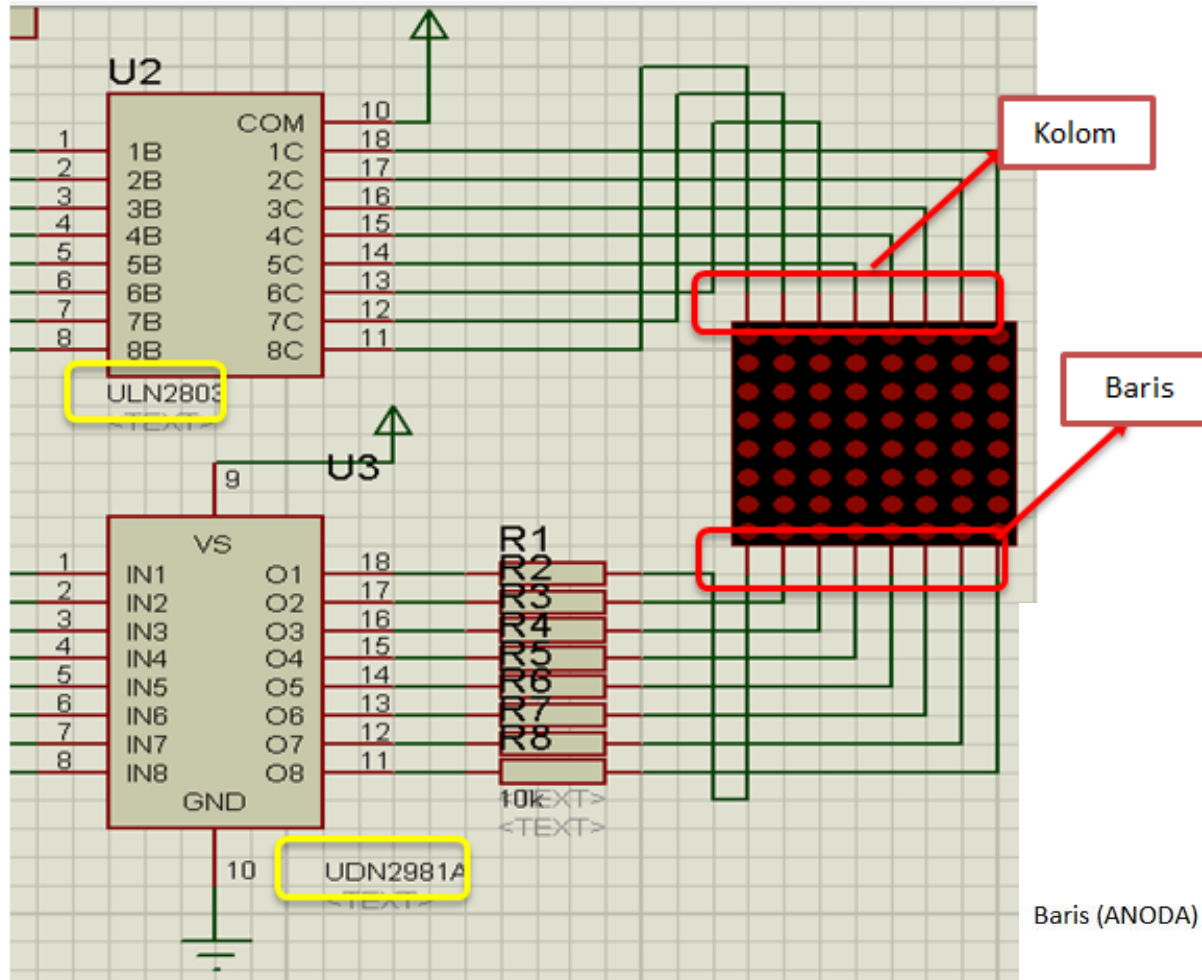 U2
COM 10
1 1B 1C 18
2 2B 2C 17
3 3B 3C 16
4 4B 4C 15
5 5B 5C 14
6 6B 6C 13
7 7B 7C 12
8 8B 8C 11
ULN2803
<TEXT>
Kolom
Baris
9
U3
VS
1 IN1 O1 18
2 IN2 O2 17
3 IN3 O3 16
4 IN4 O4 15
5 IN5 O5 14
6 IN6 O6 13
7 IN7 O7 12
8 IN8 O8 11
GND
10
UDN2981A
<TEXT>
R1
R2
R3
R4
R5
R6
R7
R8
10k
<TEXT>
<TEXT>
Baris (ANODA)